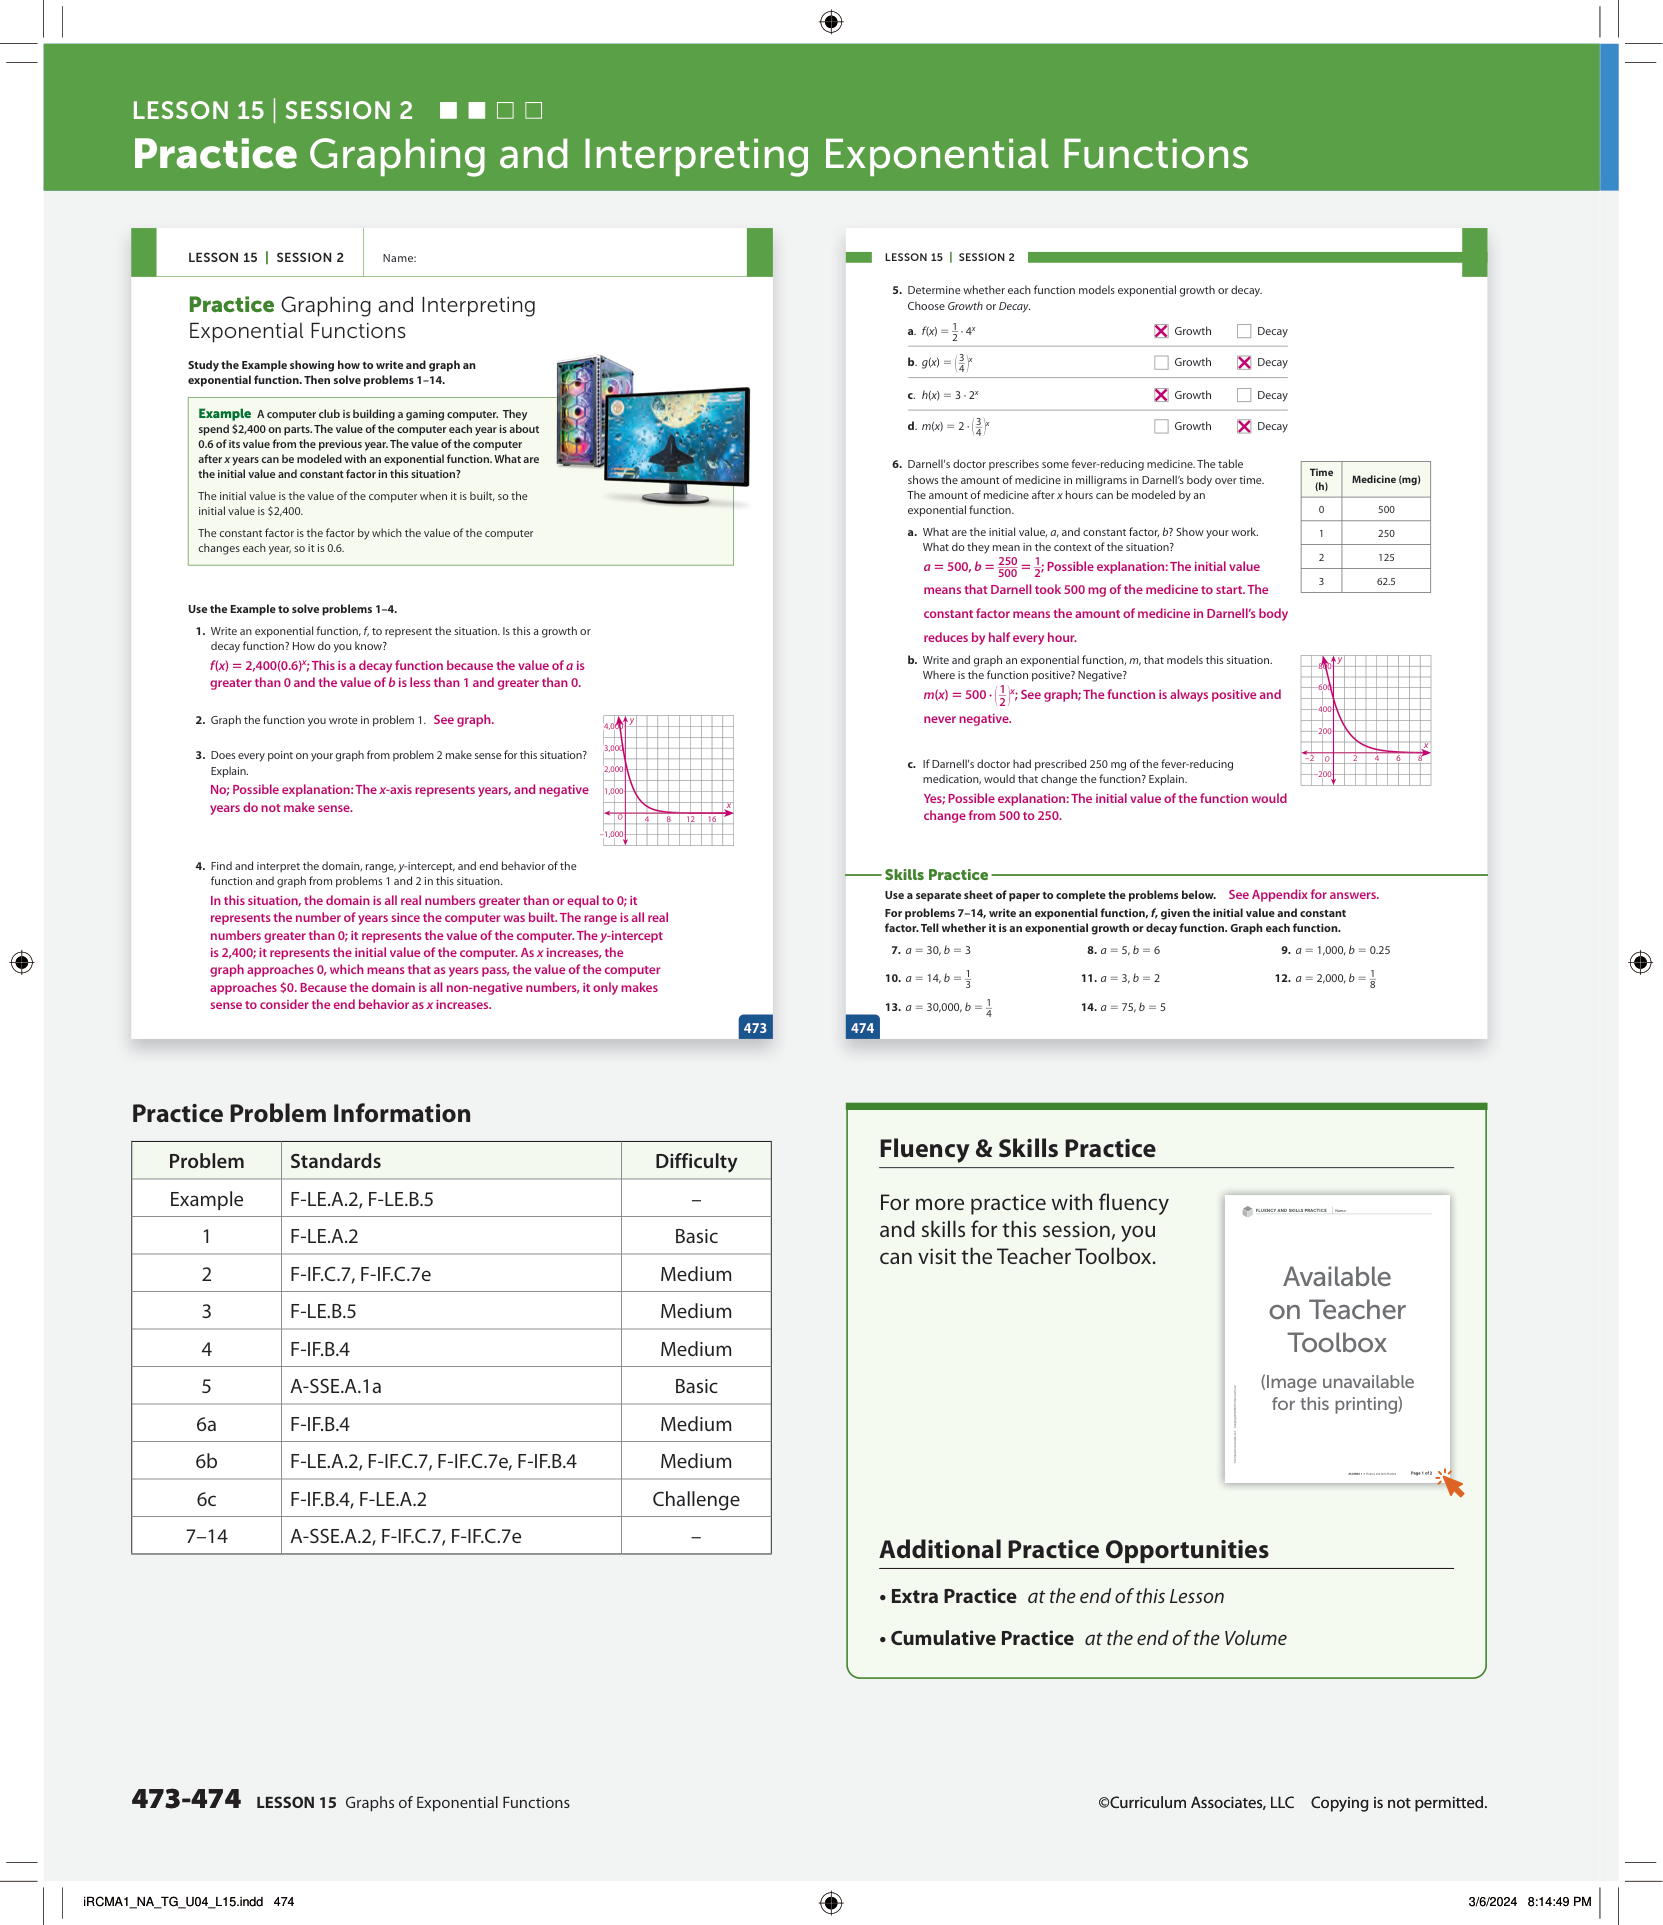 LESSON 15 | SESSION 2
Practice Graphing and Interpreting Exponential Functions
LESSON 15 | SESSION 2 Name:
Practice Graphing and Interpreting
Exponential Functions
Study the Example showing how to write and graph an
exponential function. Then solve problems 1–14.
Example A computer club is building a gaming computer. They
spend $2,400 on parts. The value of the computer each year is about
0.6 of its value from the previous year. The value of the computer
after x years can be modeled with an exponential function. What are
the initial value and constant factor in this situation?
The initial value is the value of the computer when it is built, so the
initial value is $2,400.
The constant factor is the factor by which the value of the computer
changes each year, so it is 0.6.
Use the Example to solve problems 1–4.
1. Write an exponential function, f, to represent the situation. Is this a growth or
decay function? How do you know?
f(x) = 2,400(0.6)ˣ; This is a decay function because the value of a is
greater than 0 and the value of b is less than 1 and greater than 0.
2. Graph the function you wrote in problem 1. See graph.
3. Does every point on your graph from problem 2 make sense for this situation?
Explain.
No; Possible explanation: The x-axis represents years, and negative
years do not make sense.
4,000 y
3,000
2,000
1,000
x
O 4 8 12 16
–1,000
4. Find and interpret the domain, range, y-intercept, and end behavior of the
function and graph from problems 1 and 2 in this situation.
In this situation, the domain is all real numbers greater than or equal to 0; it
represents the number of years since the computer was built. The range is all real
numbers greater than 0; it represents the value of the computer. The y-intercept
is 2,400; it represents the initial value of the computer. As x increases, the
graph approaches 0, which means that as years pass, the value of the computer
approaches $0. Because the domain is all non-negative numbers, it only makes
sense to consider the end behavior as x increases.
473
LESSON 15 | SESSION 2
5. Determine whether each function models exponential growth or decay.
Choose Growth or Decay.
a. f(x) = 1/2 · 4ˣ Growth Decay
b. g(x) = (3/4)ˣ Growth Decay
c. h(x) = 3 · 2ˣ Growth Decay
d. m(x) = 2 · (3/4)ˣ Growth Decay
6. Darnell's doctor prescribes some fever-reducing medicine. The table
shows the amount of medicine in milligrams in Darnell's body over time.
The amount of medicine after x hours can be modeled by an
exponential function.
Time (h) Medicine (mg)
0 500
1 250
2 125
3 62.5
a. What are the initial value, a, and constant factor, b? Show your work.
What do they mean in the context of the situation?
a = 500, b = 250/500 = 1/2; Possible explanation: The initial value
means that Darnell took 500 mg of the medicine to start. The
constant factor means the amount of medicine in Darnell's body
reduces by half every hour.
b. Write and graph an exponential function, m, that models this situation.
Where is the function positive? Negative?
m(x) = 500 · (1/2)ˣ; See graph; The function is always positive and
never negative.
800 y
600
400
200
x
–2 O 2 4 6 8
–200
c. If Darnell's doctor had prescribed 250 mg of the fever-reducing
medication, would that change the function? Explain.
Yes; Possible explanation: The initial value of the function would
change from 500 to 250.
Skills Practice
Use a separate sheet of paper to complete the problems below. See Appendix for answers.
For problems 7–14, write an exponential function, f, given the initial value and constant
factor. Tell whether it is an exponential growth or decay function. Graph each function.
7. a = 30, b = 3 8. a = 5, b = 6 9. a = 1,000, b = 0.25
10. a = 14, b = 1/3 11. a = 3, b = 2 12. a = 2,000, b = 1/8
13. a = 30,000, b = 1/4 14. a = 75, b = 5
474
Practice Problem Information
Problem Standards Difficulty
Example F-LE.A.2, F-LE.B.5 –
1 F-LE.A.2 Basic
2 F-IF.C.7, F-IF.C.7e Medium
3 F-LE.B.5 Medium
4 F-IF.B.4 Medium
5 A-SSE.A.1a Basic
6a F-IF.B.4 Medium
6b F-LE.A.2, F-IF.C.7, F-IF.C.7e, F-IF.B.4 Medium
6c F-IF.B.4, F-LE.A.2 Challenge
7–14 A-SSE.A.2, F-IF.C.7, F-IF.C.7e –
Fluency & Skills Practice
For more practice with fluency
and skills for this session, you
can visit the Teacher Toolbox.
FLUENCY AND SKILLS PRACTICE Name:
Available
on Teacher
Toolbox
(Image unavailable
for this printing)
Page 1 of 2
Additional Practice Opportunities
• Extra Practice at the end of this Lesson
• Cumulative Practice at the end of the Volume
473-474 LESSON 15 Graphs of Exponential Functions
©Curriculum Associates, LLC Copying is not permitted.
iRCMA1_NA_TG_U04_L15.indd 474
3/6/2024 8:14:49 PM